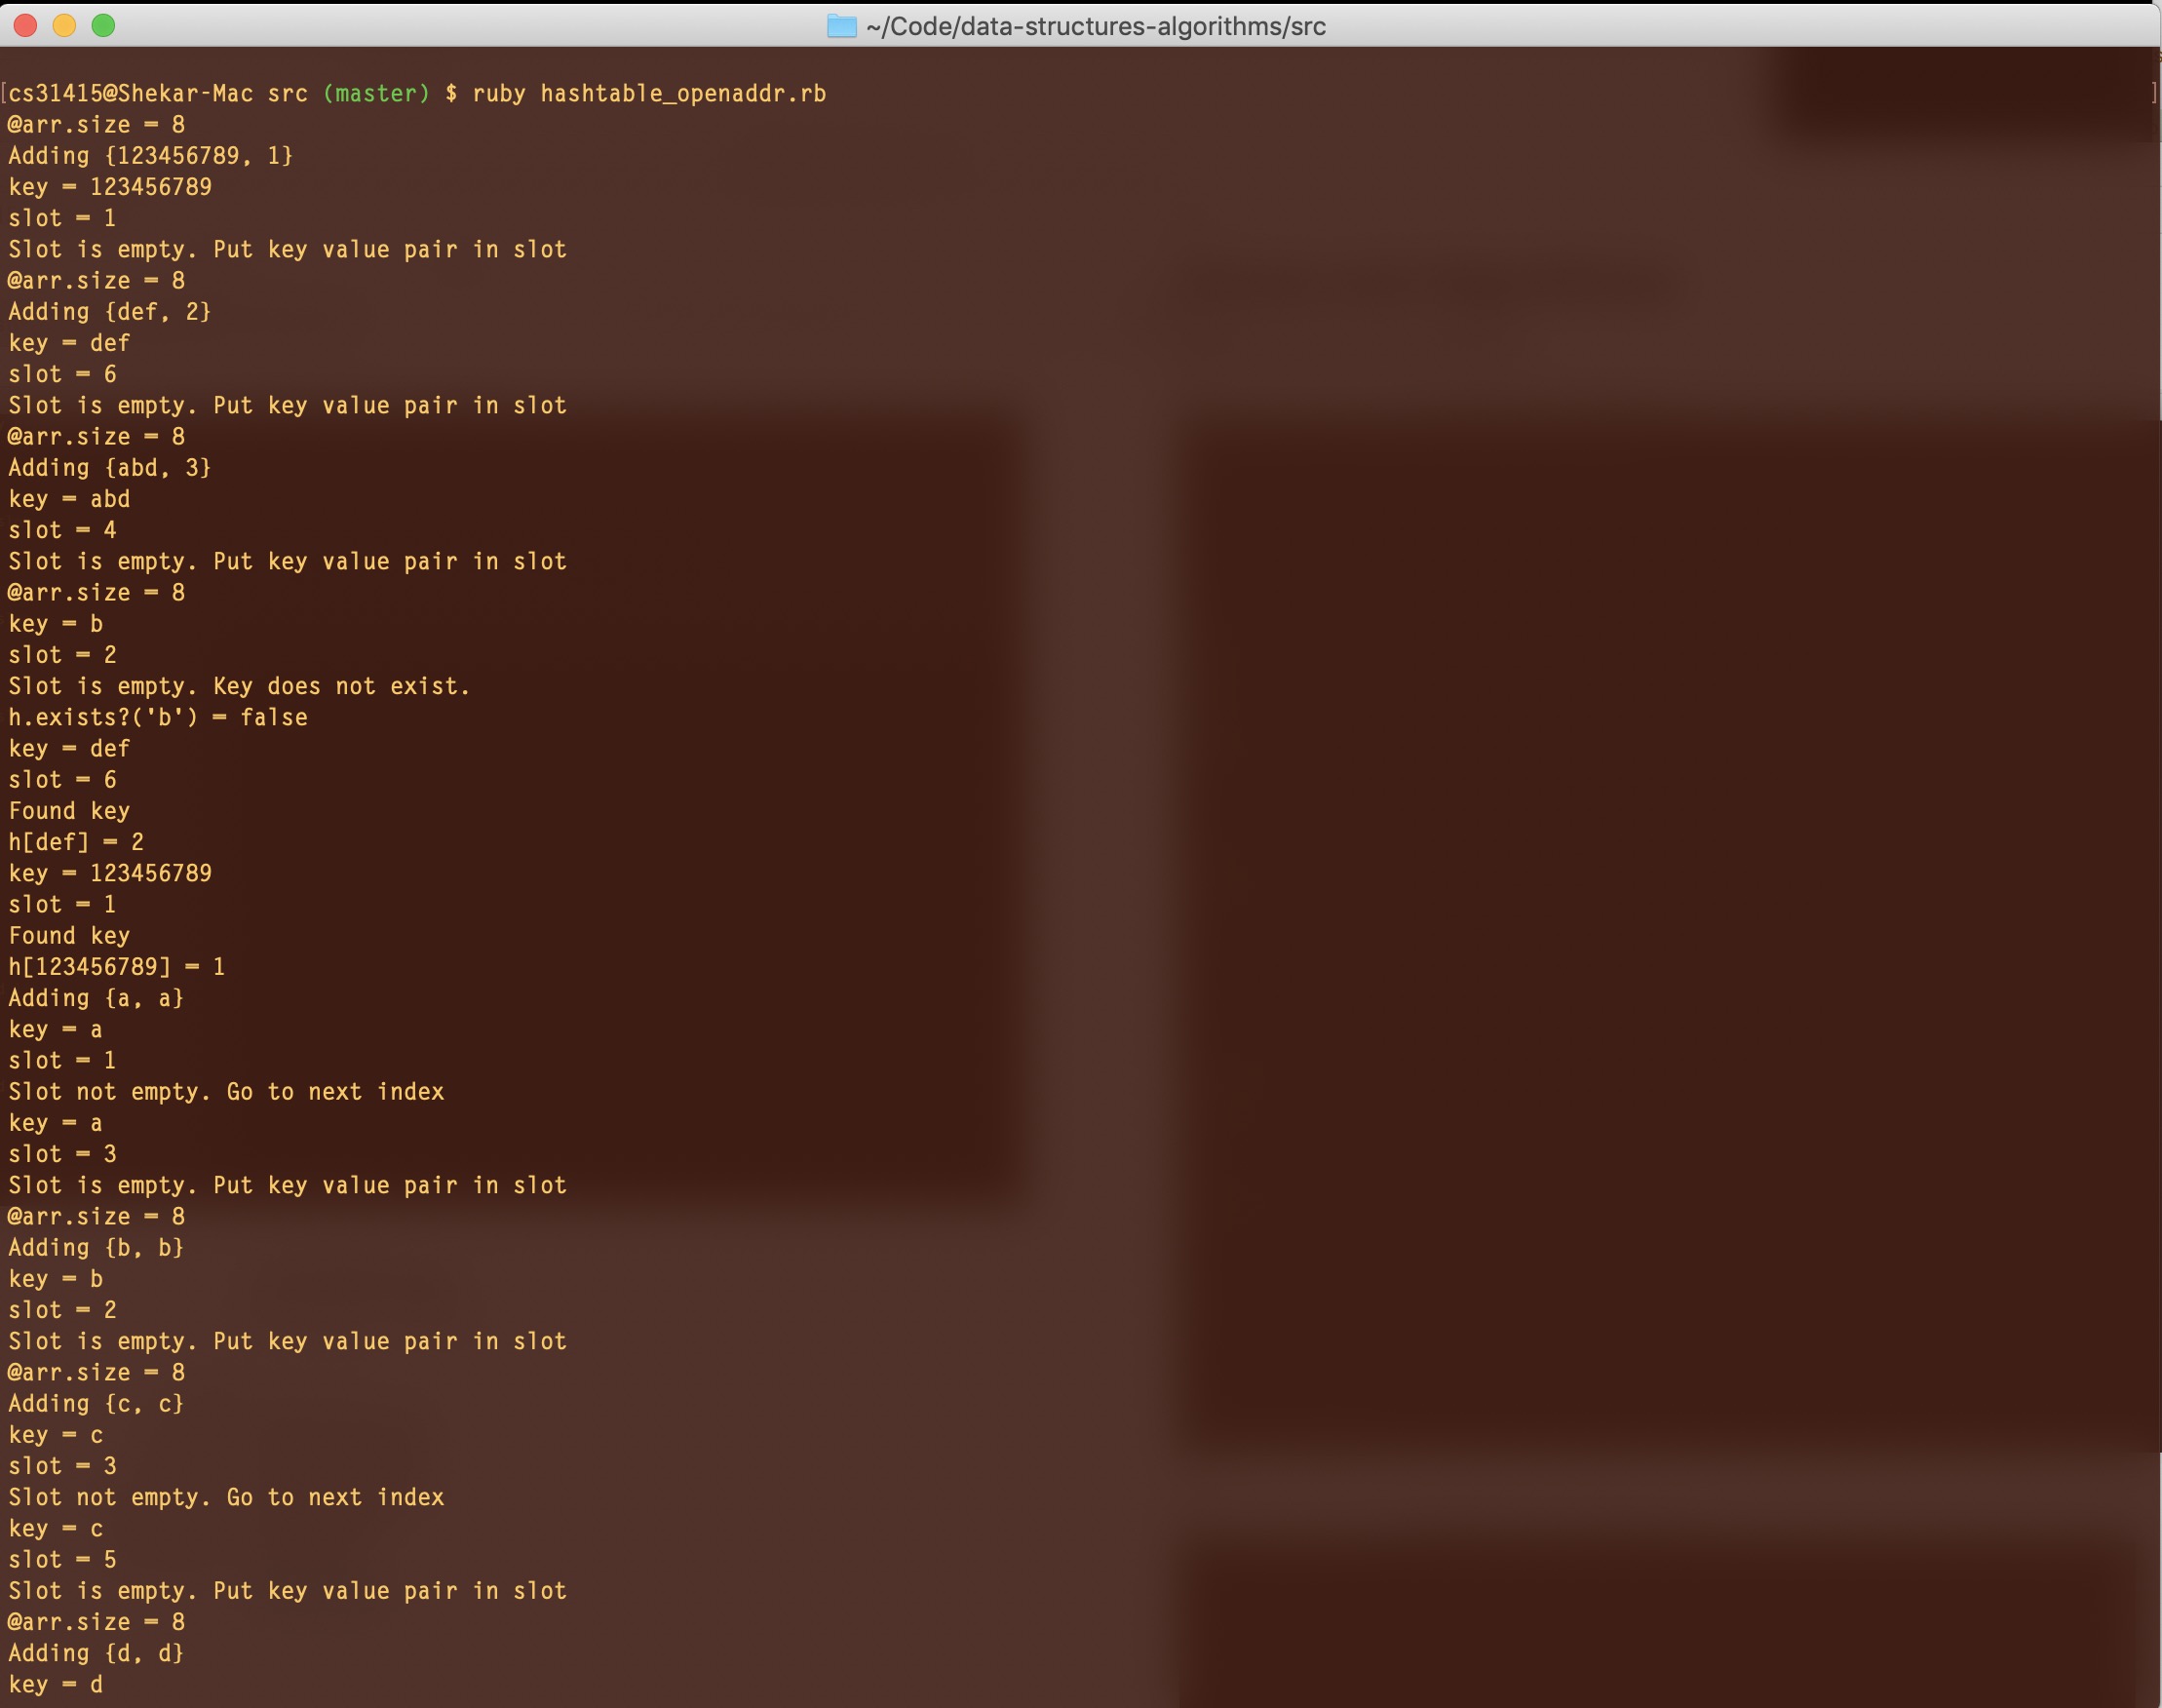 ~/Code/data-structures-algorithms/src
[cs31415@Shekar-Mac src (master) $ ruby hashtable_openaddr.rb ]
@arr.size = 8
Adding {123456789, 1}
key = 123456789
slot = 1
Slot is empty. Put key value pair in slot
@arr.size = 8
Adding {def, 2}
key = def
slot = 6
Slot is empty. Put key value pair in slot
@arr.size = 8
Adding {abd, 3}
key = abd
slot = 4
Slot is empty. Put key value pair in slot
@arr.size = 8
key = b
slot = 2
Slot is empty. Key does not exist.
h.exists?('b') = false
key = def
slot = 6
Found key
h[def] = 2
key = 123456789
slot = 1
Found key
h[123456789] = 1
Adding {a, a}
key = a
slot = 1
Slot not empty. Go to next index
key = a
slot = 3
Slot is empty. Put key value pair in slot
@arr.size = 8
Adding {b, b}
key = b
slot = 2
Slot is empty. Put key value pair in slot
@arr.size = 8
Adding {c, c}
key = c
slot = 3
Slot not empty. Go to next index
key = c
slot = 5
Slot is empty. Put key value pair in slot
@arr.size = 8
Adding {d, d}
key = d